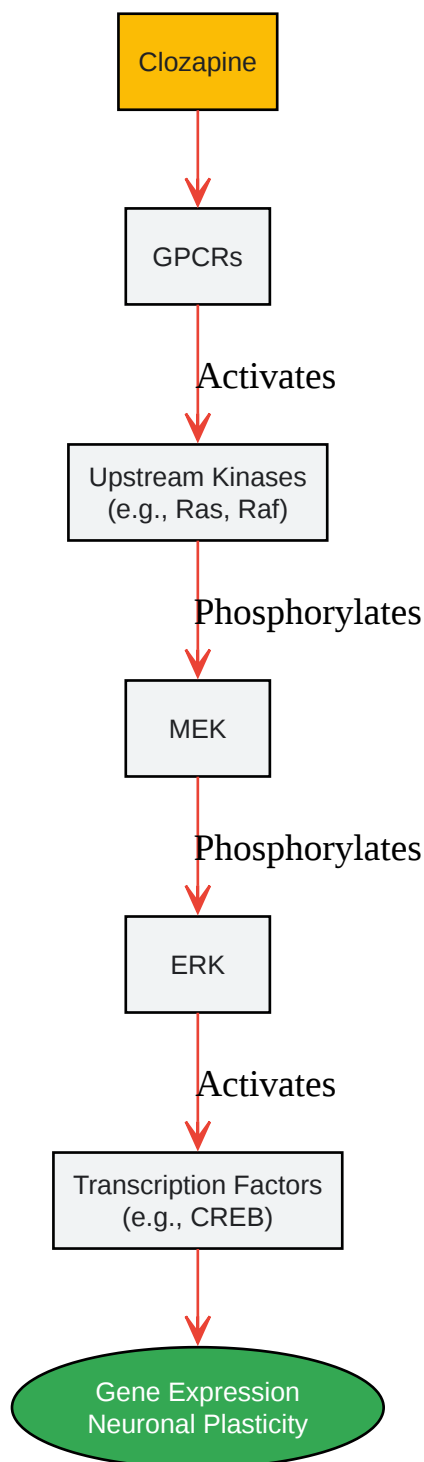 Clozapine
GPCRs
Activates
Upstream Kinases
(e.g., Ras, Raf)
Phosphorylates
MEK
Phosphorylates
ERK
Activates
Transcription Factors
(e.g., CREB)
Gene Expression
Neuronal Plasticity